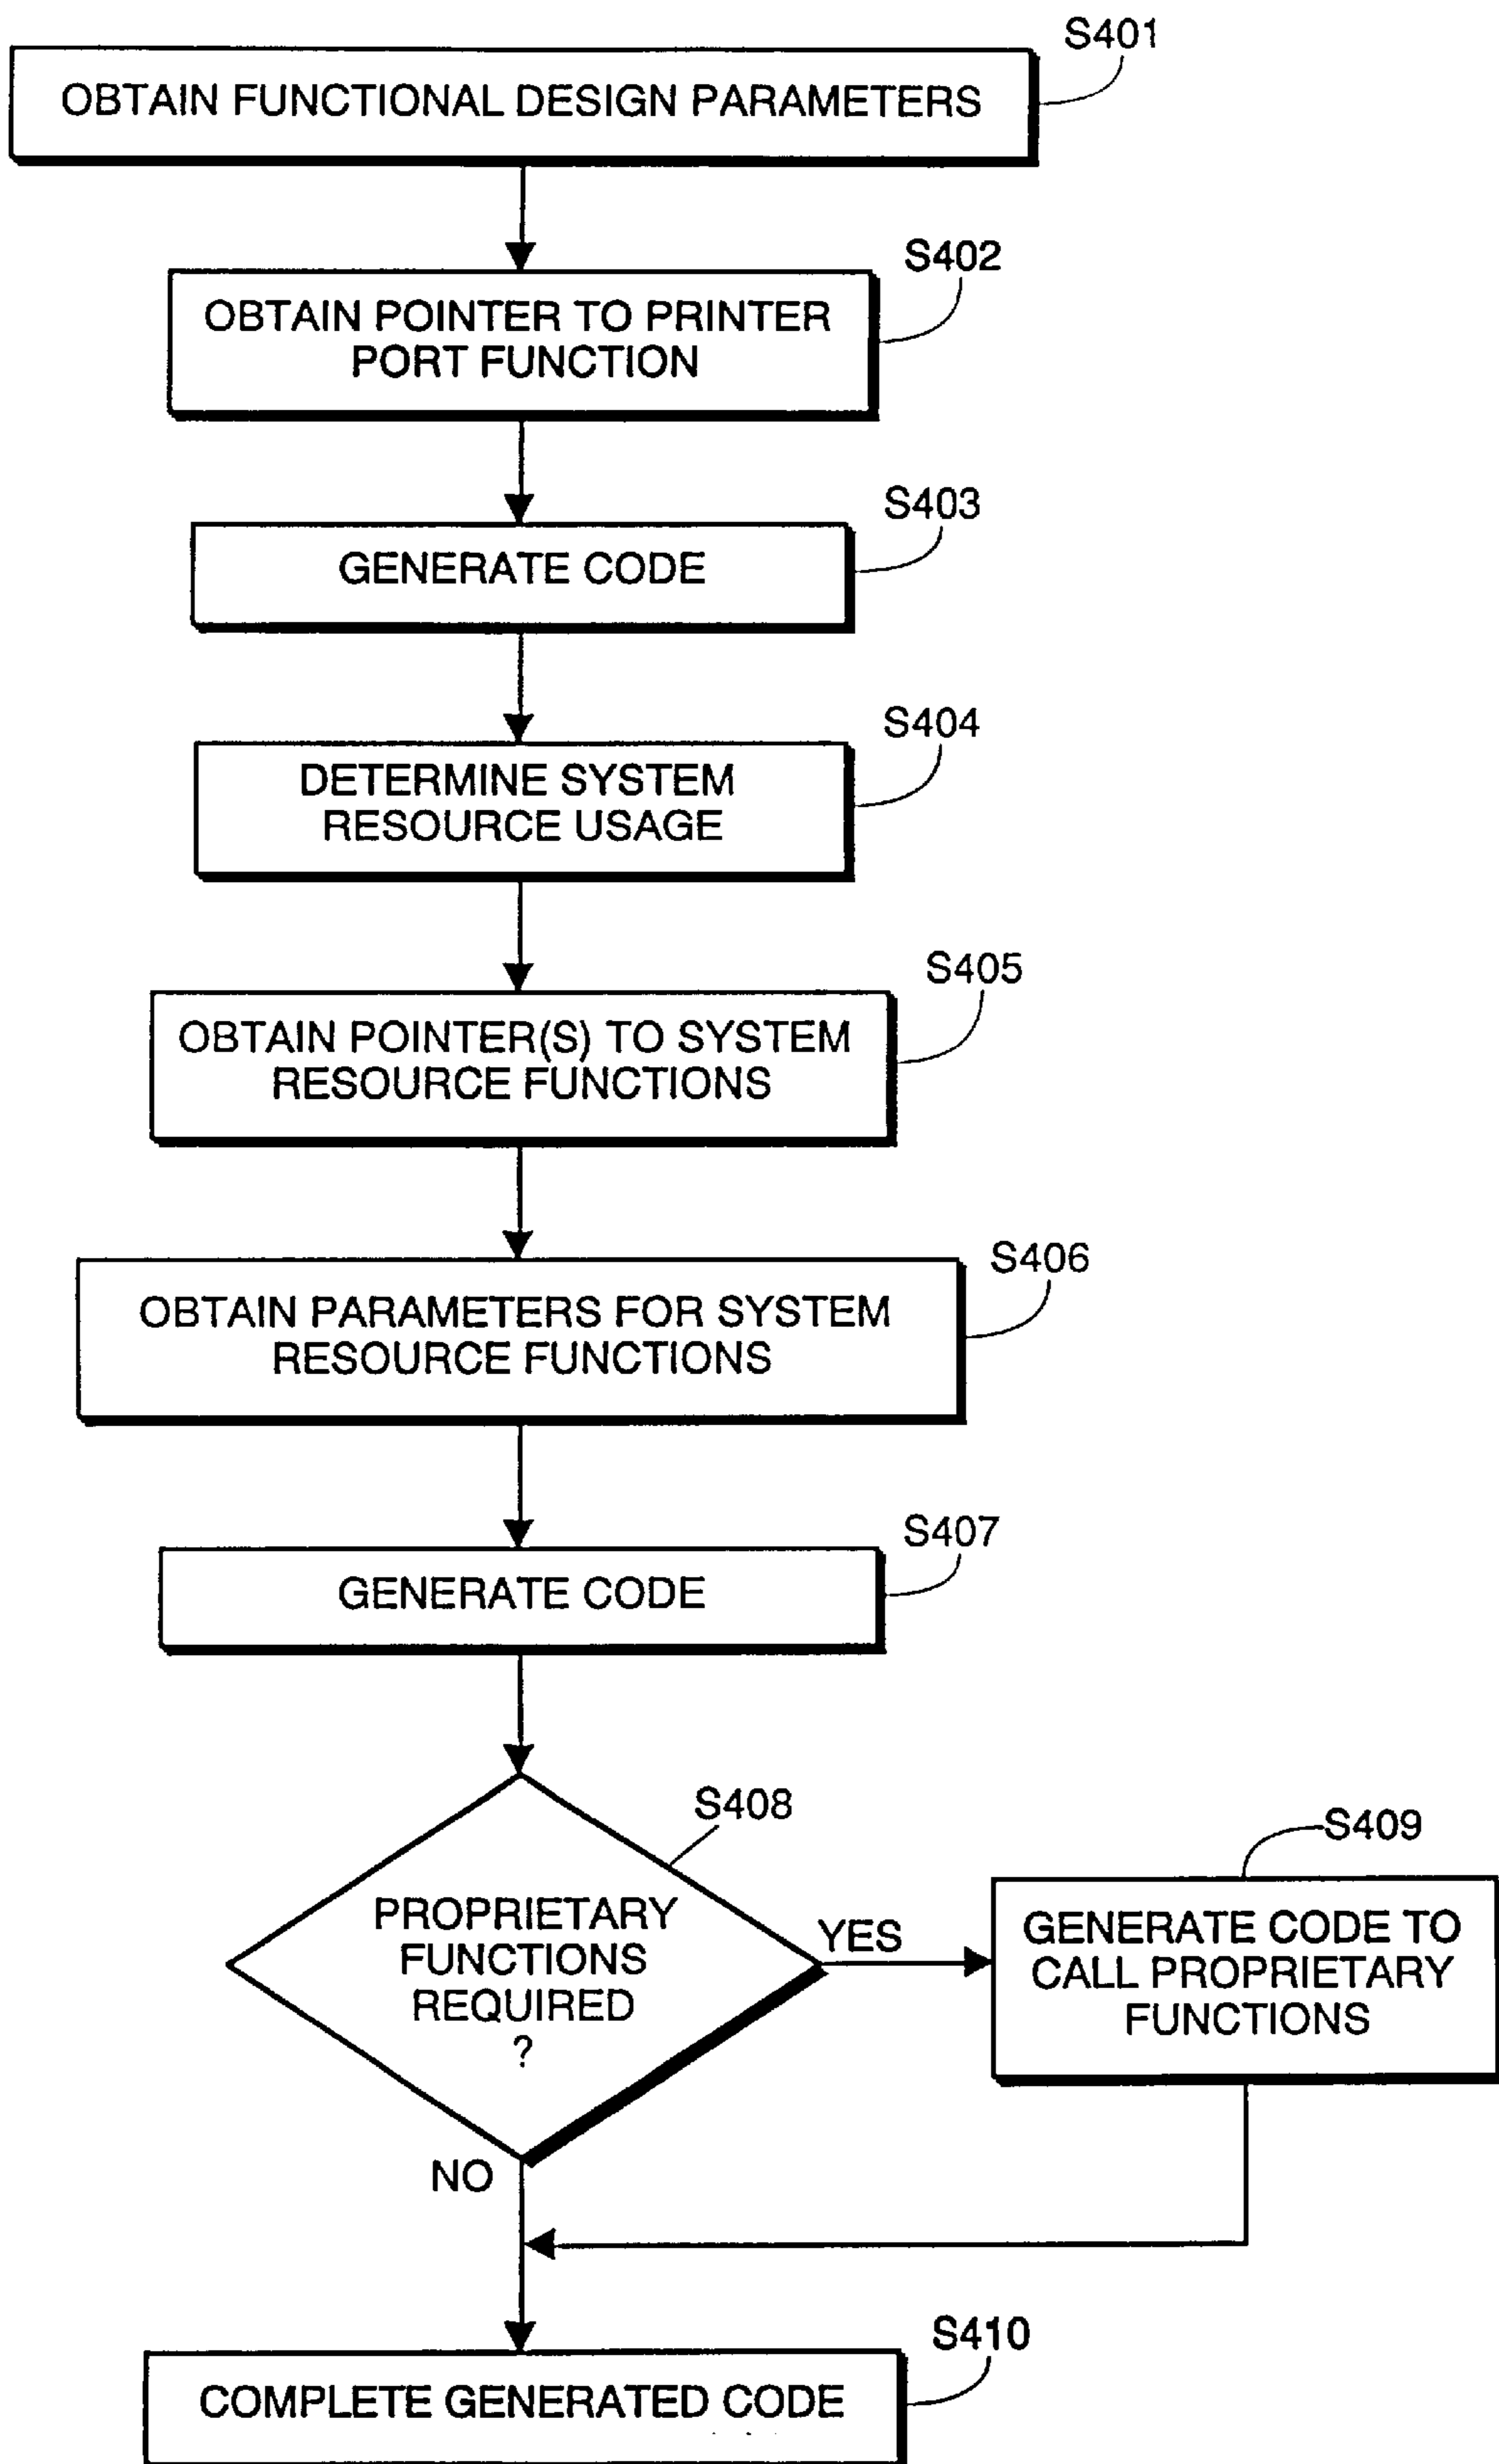 S401
OBTAIN FUNCTIONAL DESIGN PARAMETERS
S402
OBTAIN POINTER TO PRINTER
PORT FUNCTION
S403
GENERATE CODE
S404
DETERMINE SYSTEM
RESOURCE USAGE
S405
OBTAIN POINTER(S) TO SYSTEM
RESOURCE FUNCTIONS
S406
OBTAIN PARAMETERS FOR SYSTEM
RESOURCE FUNCTIONS
S407
GENERATE CODE
S408
PROPRIETARY
FUNCTIONS
REQUIRED
?
YES
S409
GENERATE CODE TO
CALL PROPRIETARY
FUNCTIONS
NO
S410
COMPLETE GENERATED CODE